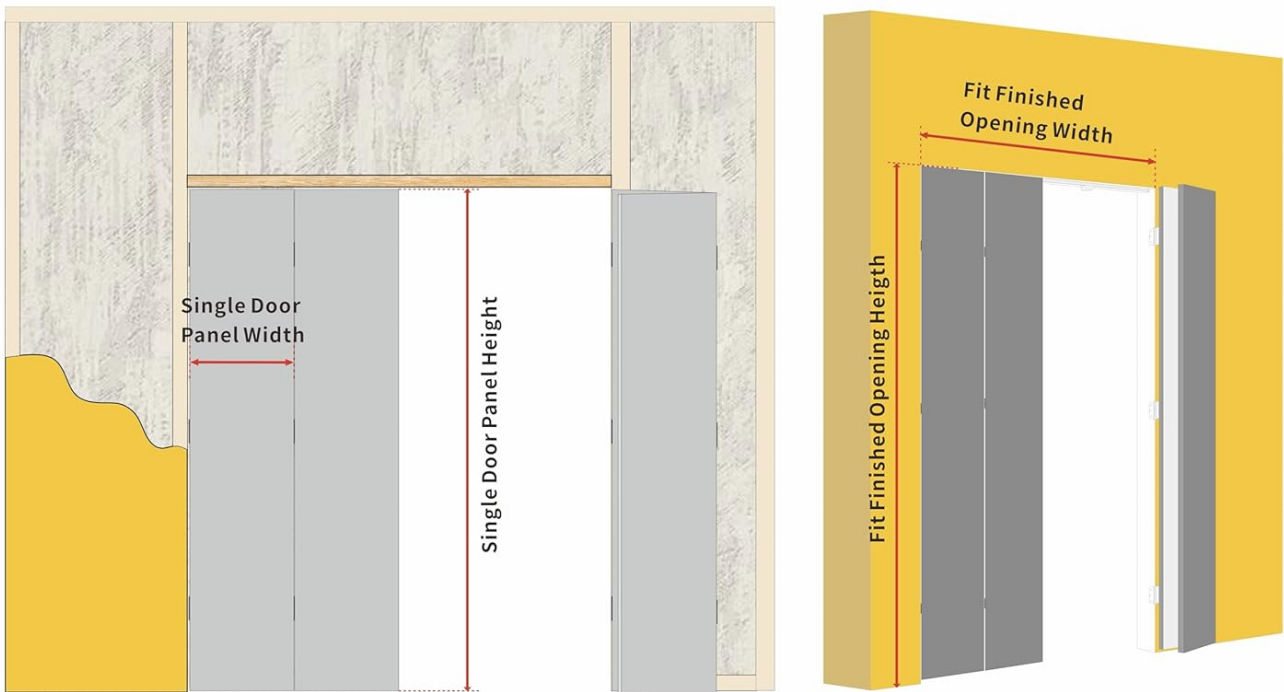 Single Door
Panel Width
Single Door Panel Height
Fit Finished
Opening Width
Fit Finished Opening Heigth